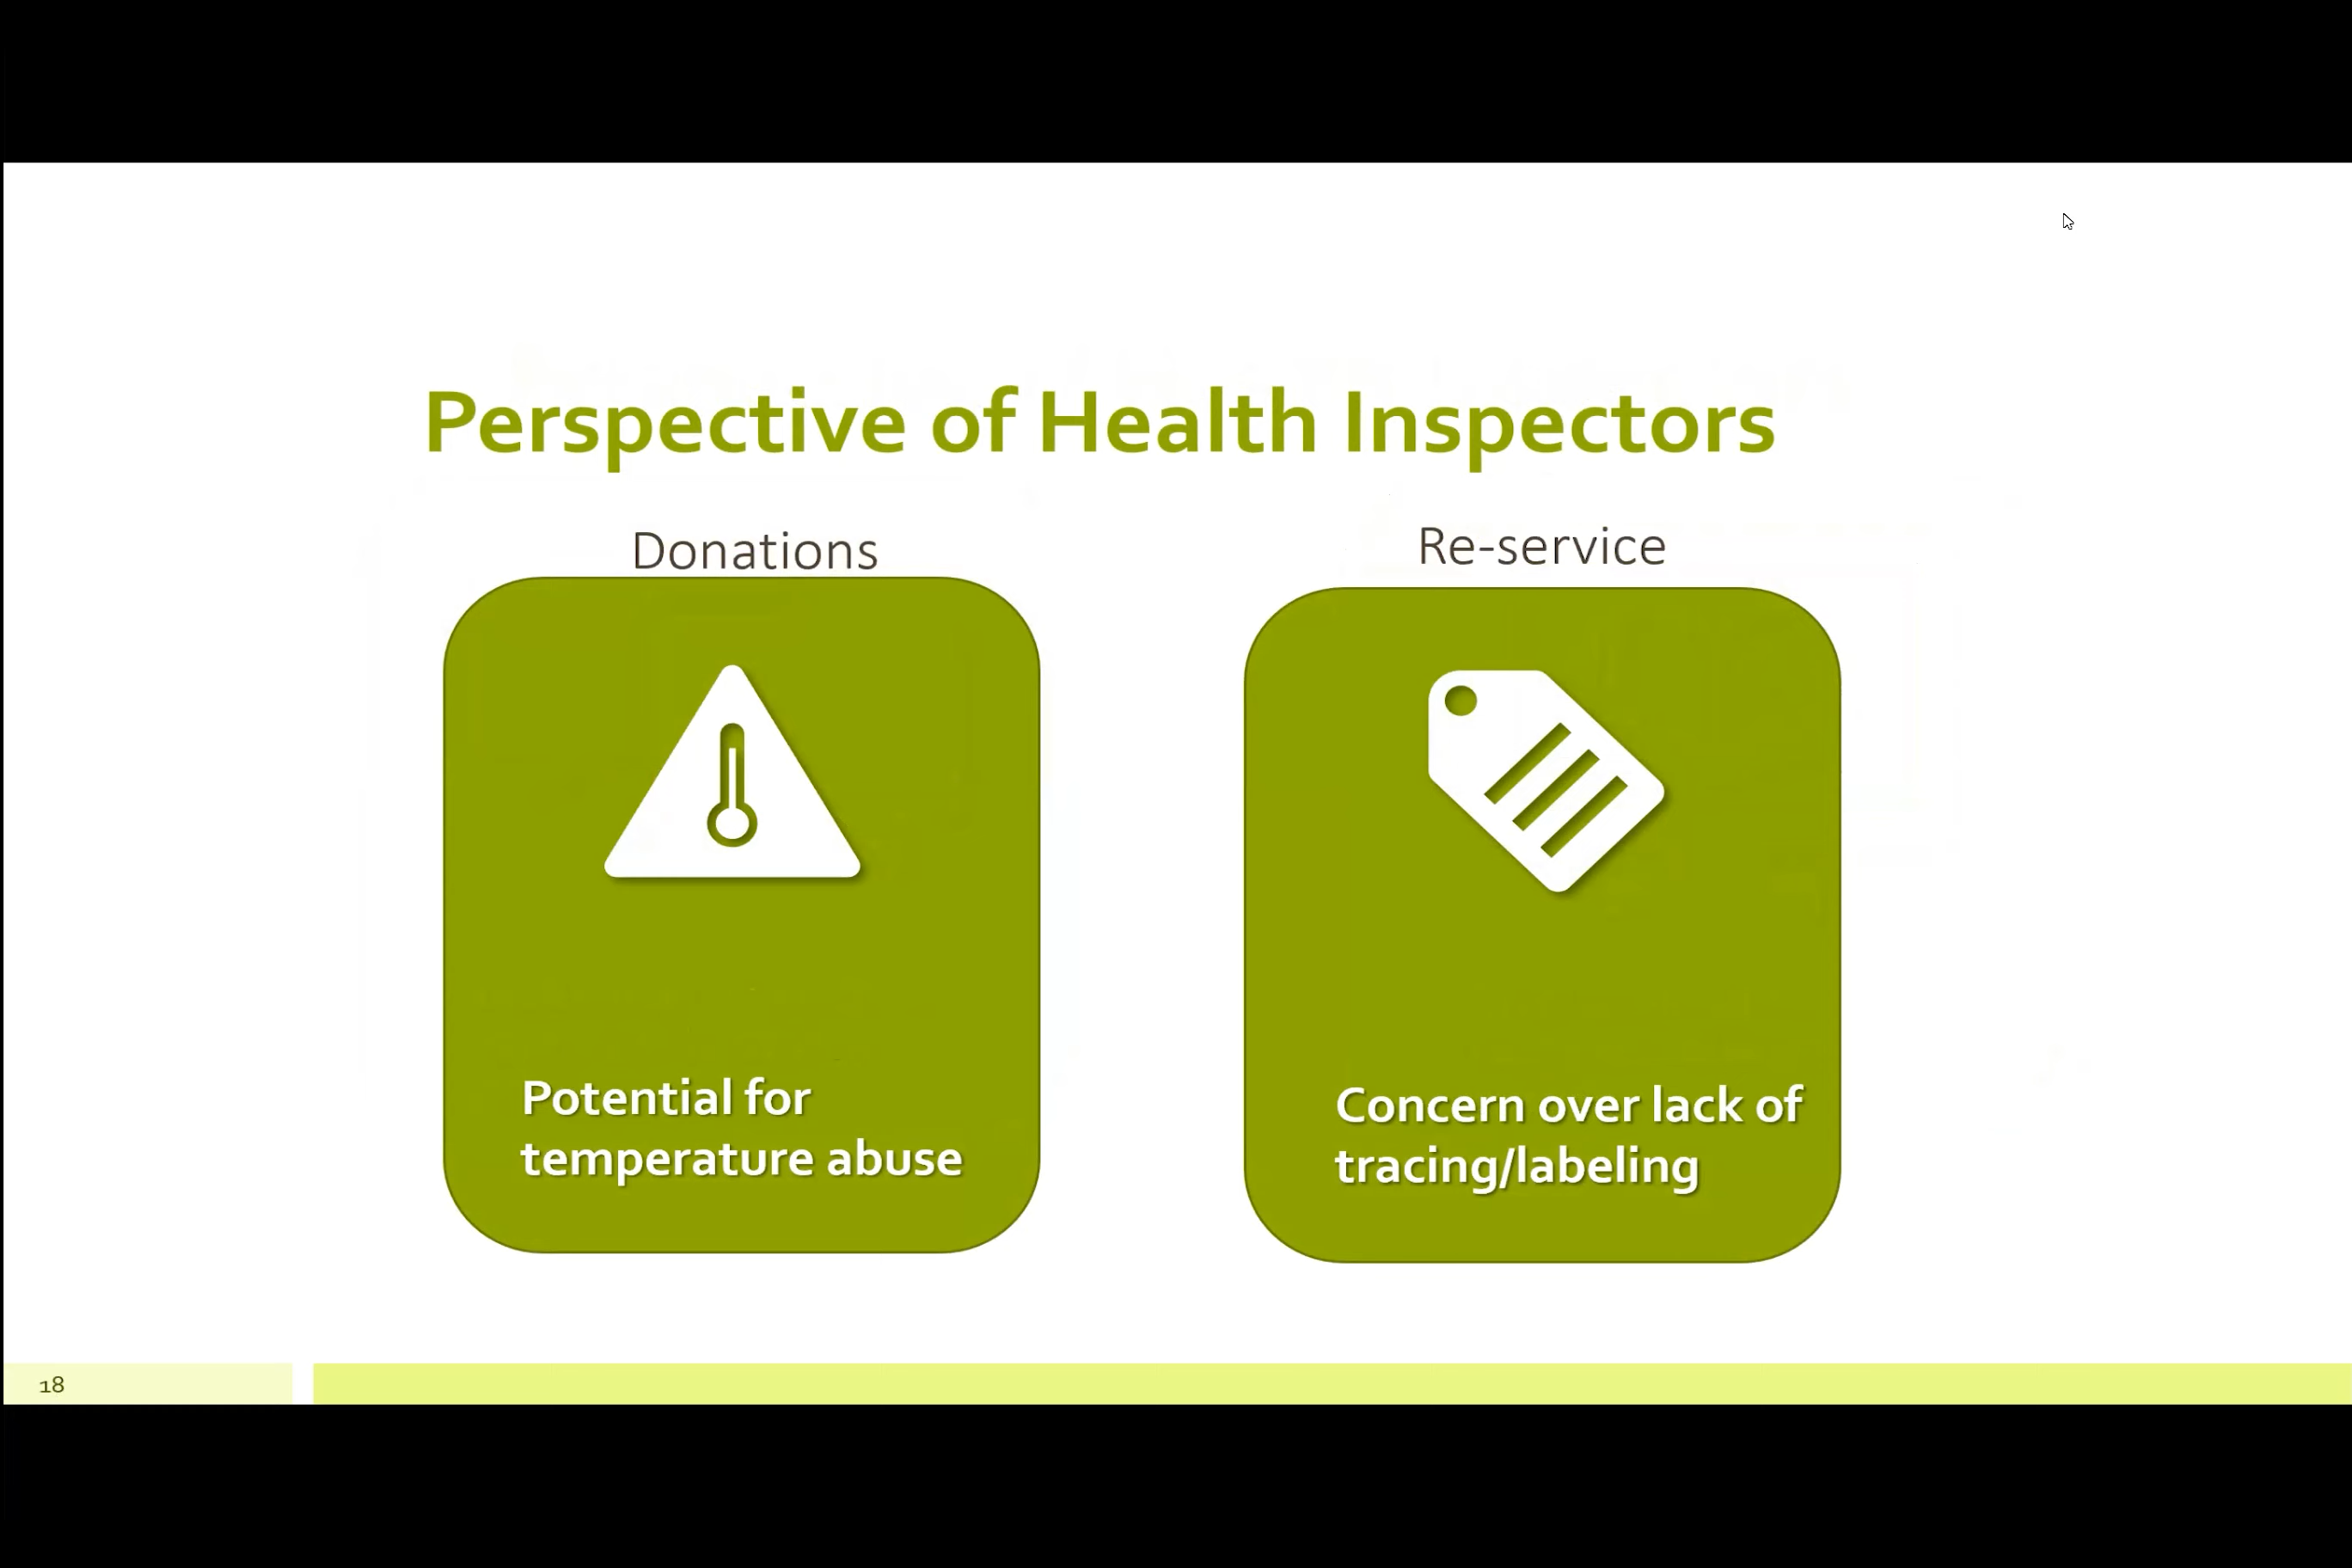 Perspective of Health Inspectors
Donations
Re-service
Potential for
temperature abuse
Concern over lack of
tracing/labeling
18